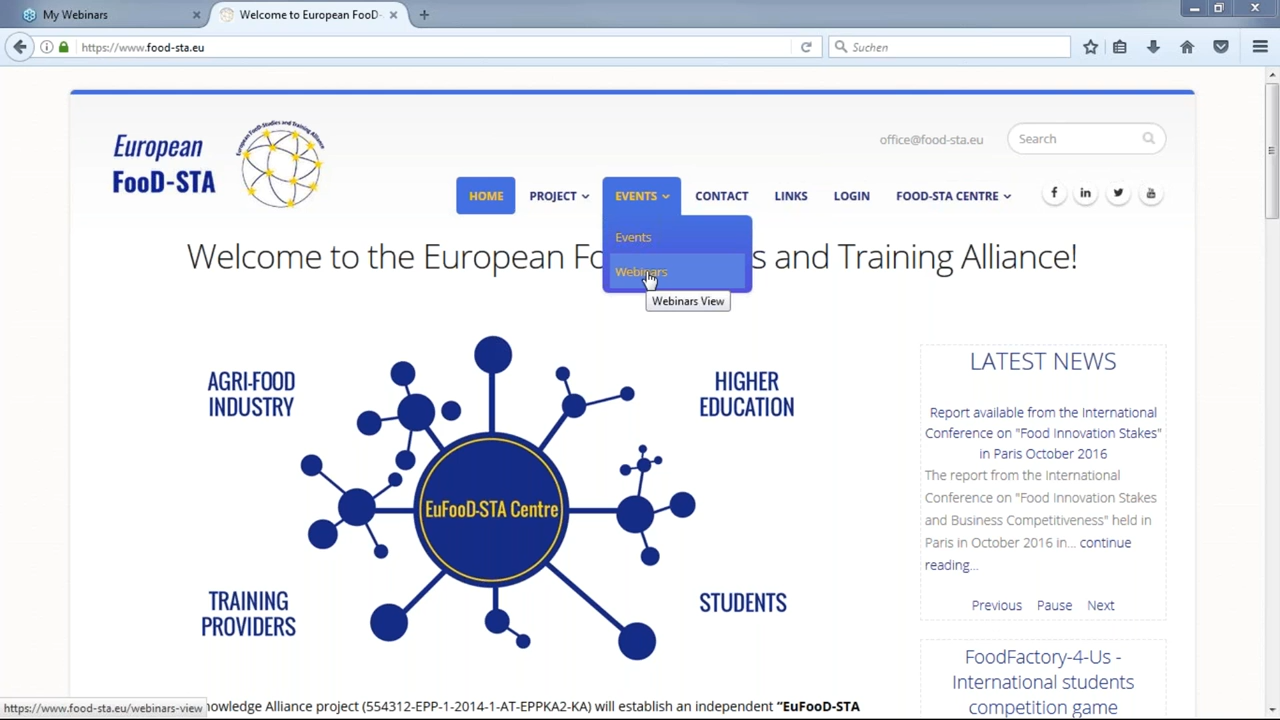 My Webinars
Welcome to European FooD-
https://www.food-sta.eu
Suchen
European
FooD-STA
European FooD-Studies and Training Alliance
office@food-sta.eu
Search
HOME
PROJECT
EVENTS
CONTACT
LINKS
LOGIN
FOOD-STA CENTRE
Events
Webinars
Webinars View
Welcome to the European Fo s and Training Alliance!
AGRI-FOOD
INDUSTRY
HIGHER
EDUCATION
EuFooD-STA Centre
TRAINING
PROVIDERS
STUDENTS
LATEST NEWS
Report available from the International
Conference on "Food Innovation Stakes"
in Paris October 2016
The report from the International
Conference on "Food Innovation Stakes
and Business Competitiveness" held in
Paris in October 2016 in... continue
reading...
Previous Pause Next
FoodFactory-4-Us -
International students
competition game
https://www.food-sta.eu/webinars-view
owledge Alliance project (554312-EPP-1-2014-1-AT-EPPKA2-KA) will establish an independent “EuFooD-STA